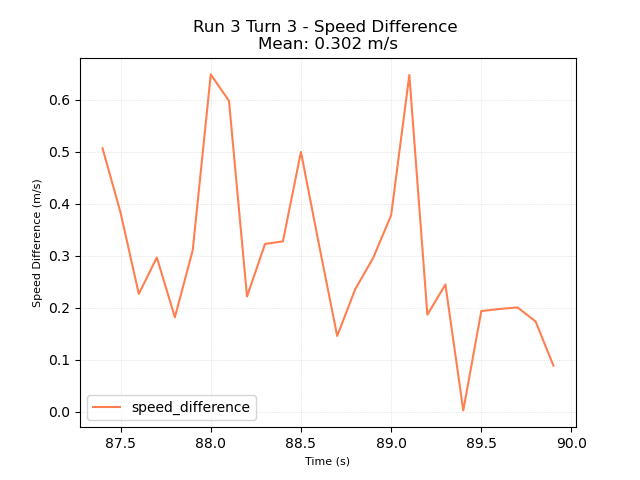 Run 3 Turn 3 - Speed Difference
Mean: 0.302 m/s
Speed Difference (m/s)
0.6
0.5
0.4
0.3
0.2
0.1
0.0
speed_difference
87.5 88.0 88.5 89.0 89.5 90.0
Time (s)